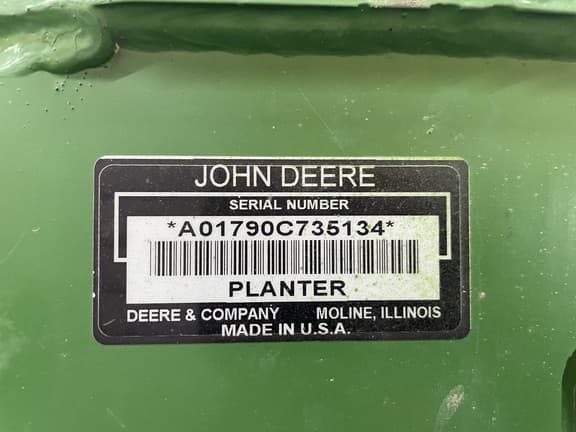 JOHN DEERE
SERIAL NUMBER
*A01790C735134*
PLANTER
DEERE & COMPANY MOLINE, ILLINOIS
MADE IN U.S.A.